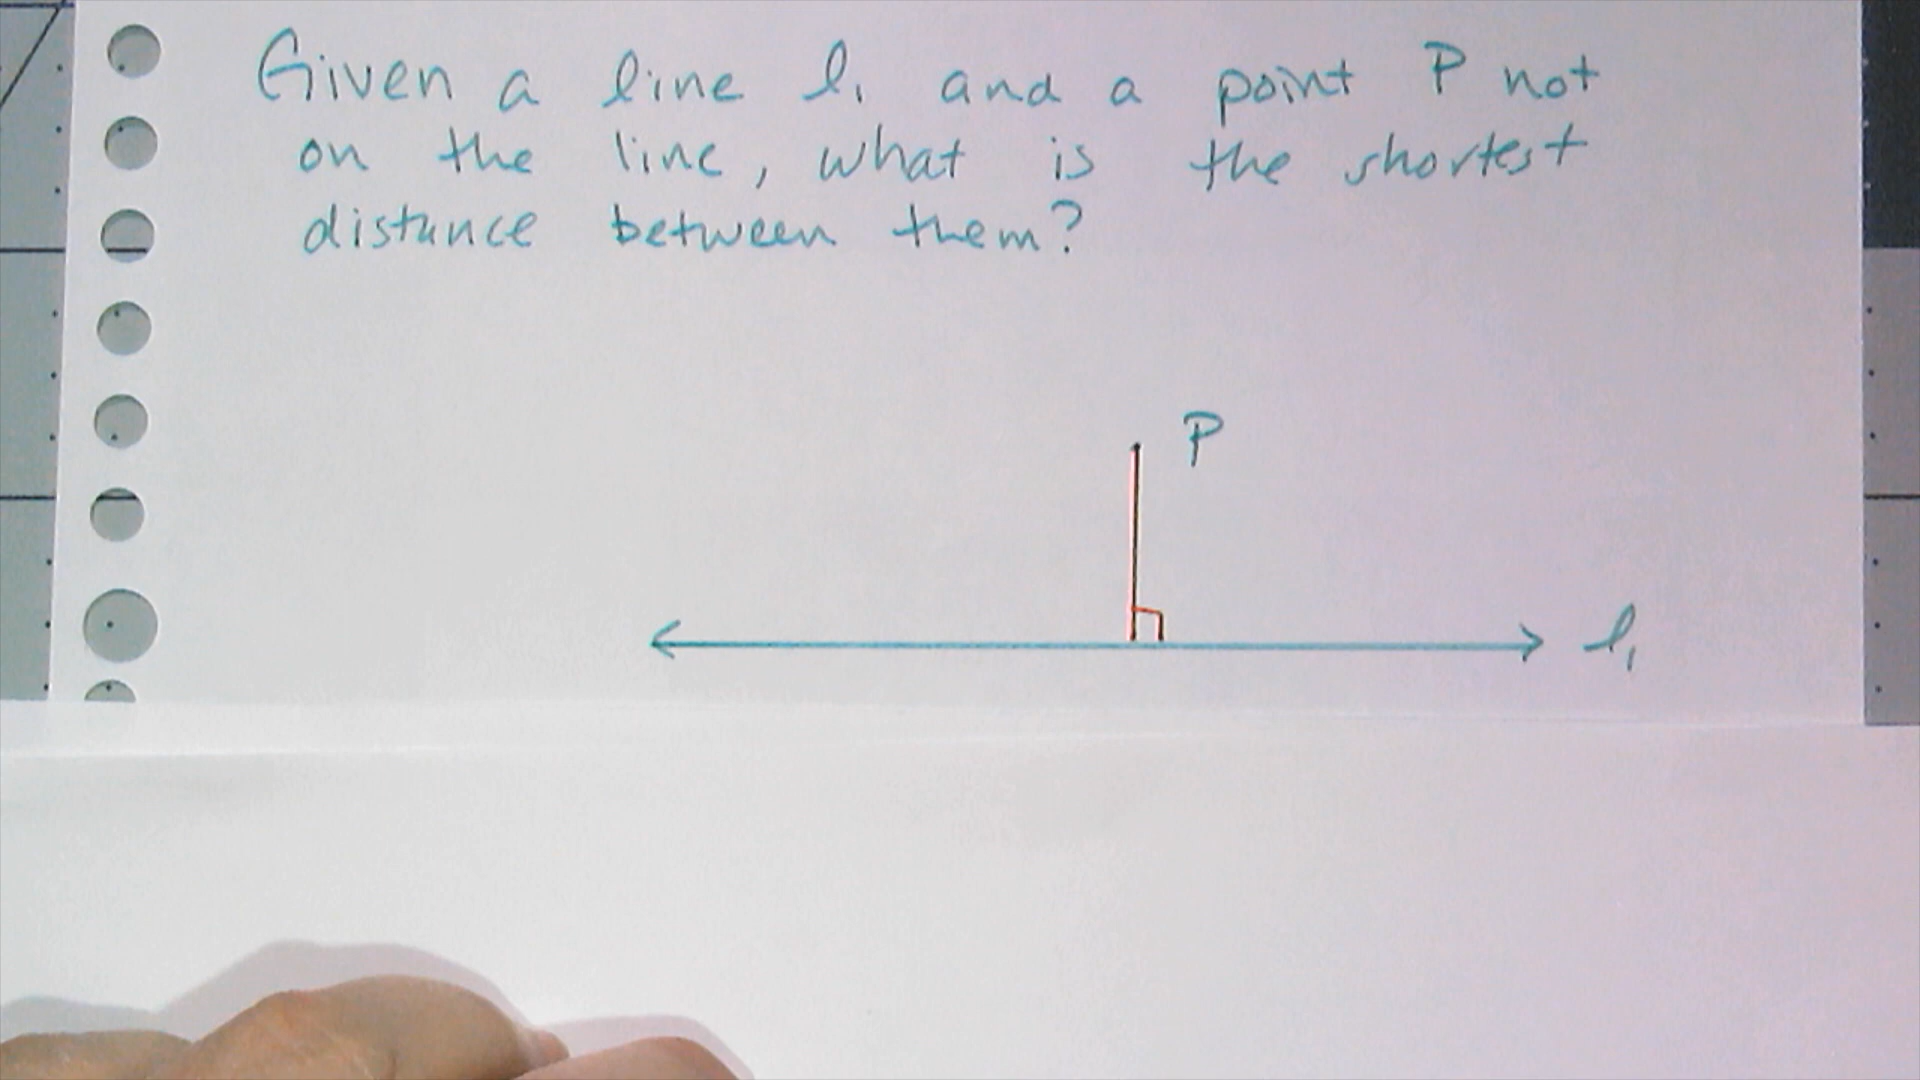 Given a line l₁ and a point P not
on the line, what is the shortest
distance between them?
P
l₁